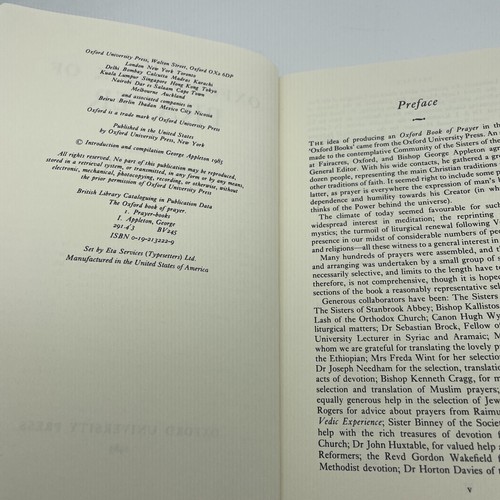 Oxford University Press, Walton Street, Oxford OX2 6DP
London New York Toronto
Delhi Bombay Calcutta Madras Karachi
Kuala Lumpur Singapore Hong Kong Tokyo
Nairobi Dar es Salaam Cape Town
Melbourne Auckland
and associated companies in
Beirut Berlin Ibadan Mexico City Nicosia
Oxford is a trade mark of Oxford University Press
Published in the United States
by Oxford University Press, New York
© Introduction and compilation George Appleton 1985
All rights reserved. No part of this publication may be reproduced,
stored in a retrieval system, or transmitted, in any form or by any means,
electronic, mechanical, photocopying, recording, or otherwise, without
the prior permission of Oxford University Press
British Library Cataloguing in Publication Data
The Oxford book of prayer.
1. Prayer-books
I. Appleton, George
291.4'3 BV245
ISBN 0-19-213222-9
Set by Eta Services (Typesetters) Ltd.
Manufactured in the United States of America
Preface
THE idea of producing an Oxford Book of Prayer in the
'Oxford Books' came from the Oxford University Press. An
made to the contemplative Community of the Sisters of the
at Fairacres, Oxford, and Bishop George Appleton agr
General Editor. With his wide contacts, he gathered a gro
dozen people, representing the main Christian traditions
other traditions of faith. It seemed right to include some p
latter, as prayer is everywhere the expression of man's
dependence and humility towards his Creator (in wh
thinks of the Power behind the universe).
The climate of today seemed favourable for such
widespread interest in meditation; the reprinting
mystics; the turmoil of liturgical renewal following V
presence in our midst of considerable numbers of pe
and religions—all these witness to a general interest in
Many hundreds of prayers were assembled, and th
and arranging was undertaken by a small group of s
necessarily selective, and limits to the length have to
therefore, is not comprehensive, though it is hope
sections of the book a reasonably representative sel
Generous collaborators have been: The Sisters
The Sisters of Stanbrook Abbey; Bishop Kallistos
Lash of the Orthodox Church; Canon Hugh Wy
liturgical matters; Dr Sebastian Brock, Fellow o
University Lecturer in Syriac and Aramaic; M
whom we are grateful for translating the lovely p
the Ethiopian; Mrs Freda Wint for her selection
Dr Joseph Needham for the selection, translation
acts of devotion; Bishop Kenneth Cragg, for m
selection and translation of Muslim prayers;
equally generous help in the selection of Jew
Rogers for advice about prayers from Raimu
Vedic Experience; Sister Binney of the Societ
help with the rich treasures of devotion f
Church; Dr John Huxtable, for valued help a
Reformers; the Revd Gordon Wakefield f
Methodist devotion; Dr Horton Davies of
v